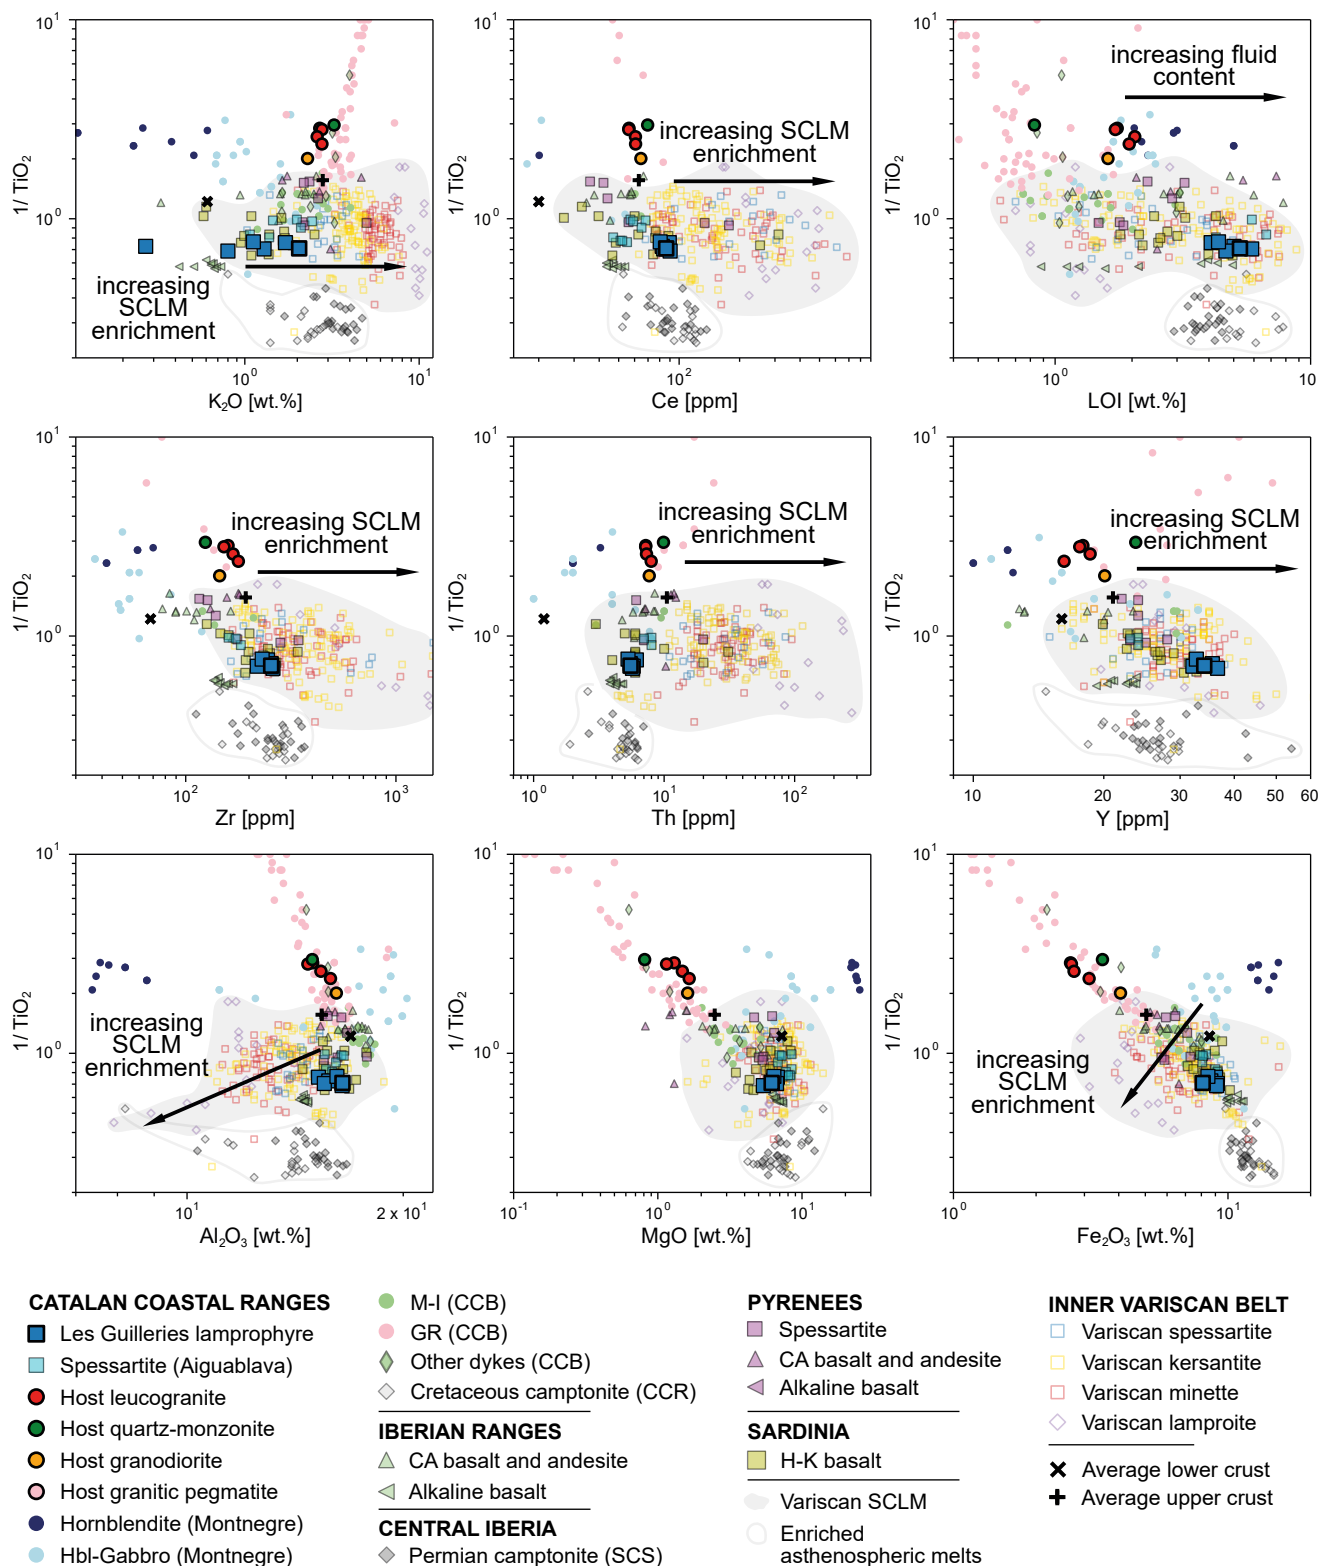 10¹
10⁰
1/ TiO₂
increasing
SCLM
enrichment
10⁰
10¹
K₂O [wt.%]
10¹
10⁰
1/ TiO₂
increasing SCLM
enrichment
10²
Ce [ppm]
10¹
10⁰
1/ TiO₂
increasing fluid
content
10⁰
10
LOI [wt.%]
10¹
10⁰
1/ TiO₂
increasing SCLM
enrichment
10²
10³
Zr [ppm]
10¹
10⁰
1/ TiO₂
increasing SCLM
enrichment
10⁰
10¹
10²
Th [ppm]
10¹
10⁰
1/ TiO₂
increasing SCLM
enrichment
10
20
30
40
50
60
Y [ppm]
10¹
10⁰
1/ TiO₂
increasing
SCLM
enrichment
10¹
2 x 10¹
Al₂O₃ [wt.%]
10¹
10⁰
1/ TiO₂
10⁻¹
10⁰
10¹
MgO [wt.%]
10¹
10⁰
1/ TiO₂
increasing
SCLM
enrichment
10⁰
10¹
Fe₂O₃ [wt.%]
CATALAN COASTAL RANGES
Les Guilleries lamprophyre
Spessartite (Aiguablava)
Host leucogranite
Host quartz-monzonite
Host granodiorite
Host granitic pegmatite
Hornblendite (Montnegre)
Hbl-Gabbro (Montnegre)
M-I (CCB)
GR (CCB)
Other dykes (CCB)
Cretaceous camptonite (CCR)
IBERIAN RANGES
CA basalt and andesite
Alkaline basalt
CENTRAL IBERIA
Permian camptonite (SCS)
PYRENEES
Spessartite
CA basalt and andesite
Alkaline basalt
SARDINIA
H-K basalt
Variscan SCLM
Enriched
asthenospheric melts
INNER VARISCAN BELT
Variscan spessartite
Variscan kersantite
Variscan minette
Variscan lamproite
Average lower crust
Average upper crust